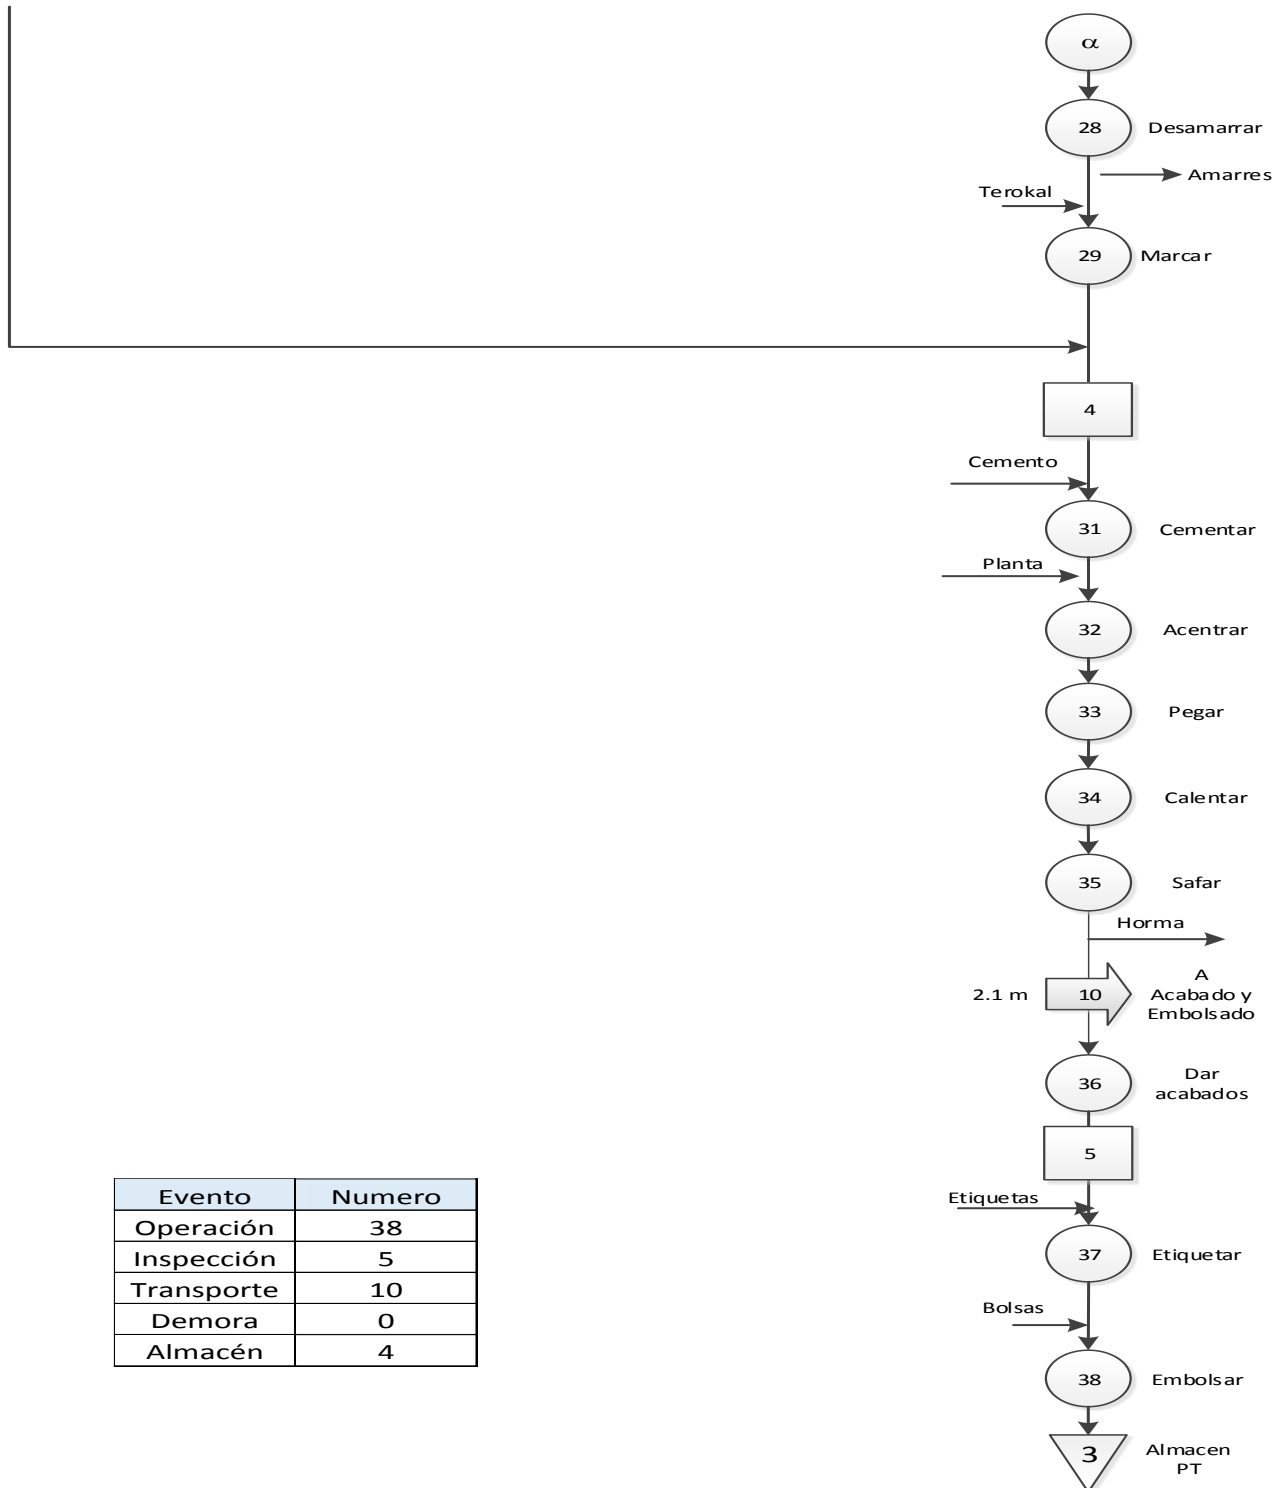 α
28 Desamarrar
Amarres
Terokal
29 Marcar
4
Cemento
31 Cementar
Planta
32 Acentrar
33 Pegar
34 Calentar
35 Safar
Horma
2.1 m 10 A
Acabado y
Embolsado
36 Dar
acabados
5
Etiquetas
37 Etiquetar
Bolsas
38 Embolsar
3 Almacen
PT
Evento Numero
Operación 38
Inspección 5
Transporte 10
Demora 0
Almacén 4